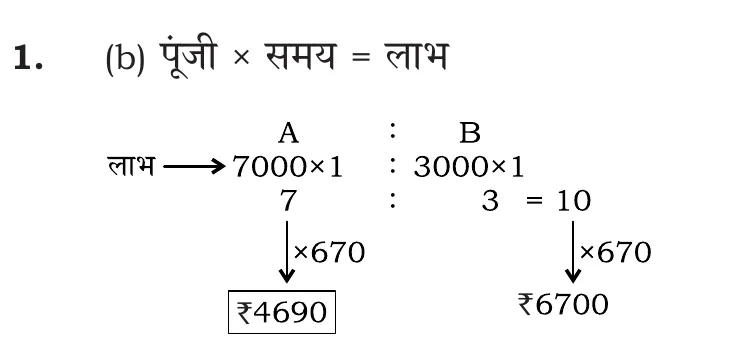 1. (b) पूंजी × समय = लाभ
A : B
लाभ ⟶ 7000×1 : 3000×1
7 : 3 = 10
×670 ×670
₹4690 ₹6700